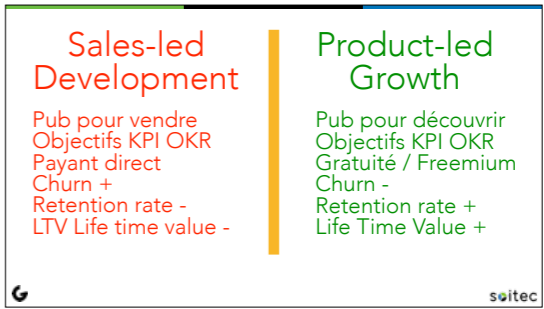 Sales-led
Development
Pub pour vendre
Objectifs KPI OKR
Payant direct
Churn +
Retention rate -
LTV Life time value -
Product-led
Growth
Pub pour découvrir
Objectifs KPI OKR
Gratuité / Freemium
Churn -
Retention rate +
Life Time Value +
G
soitec